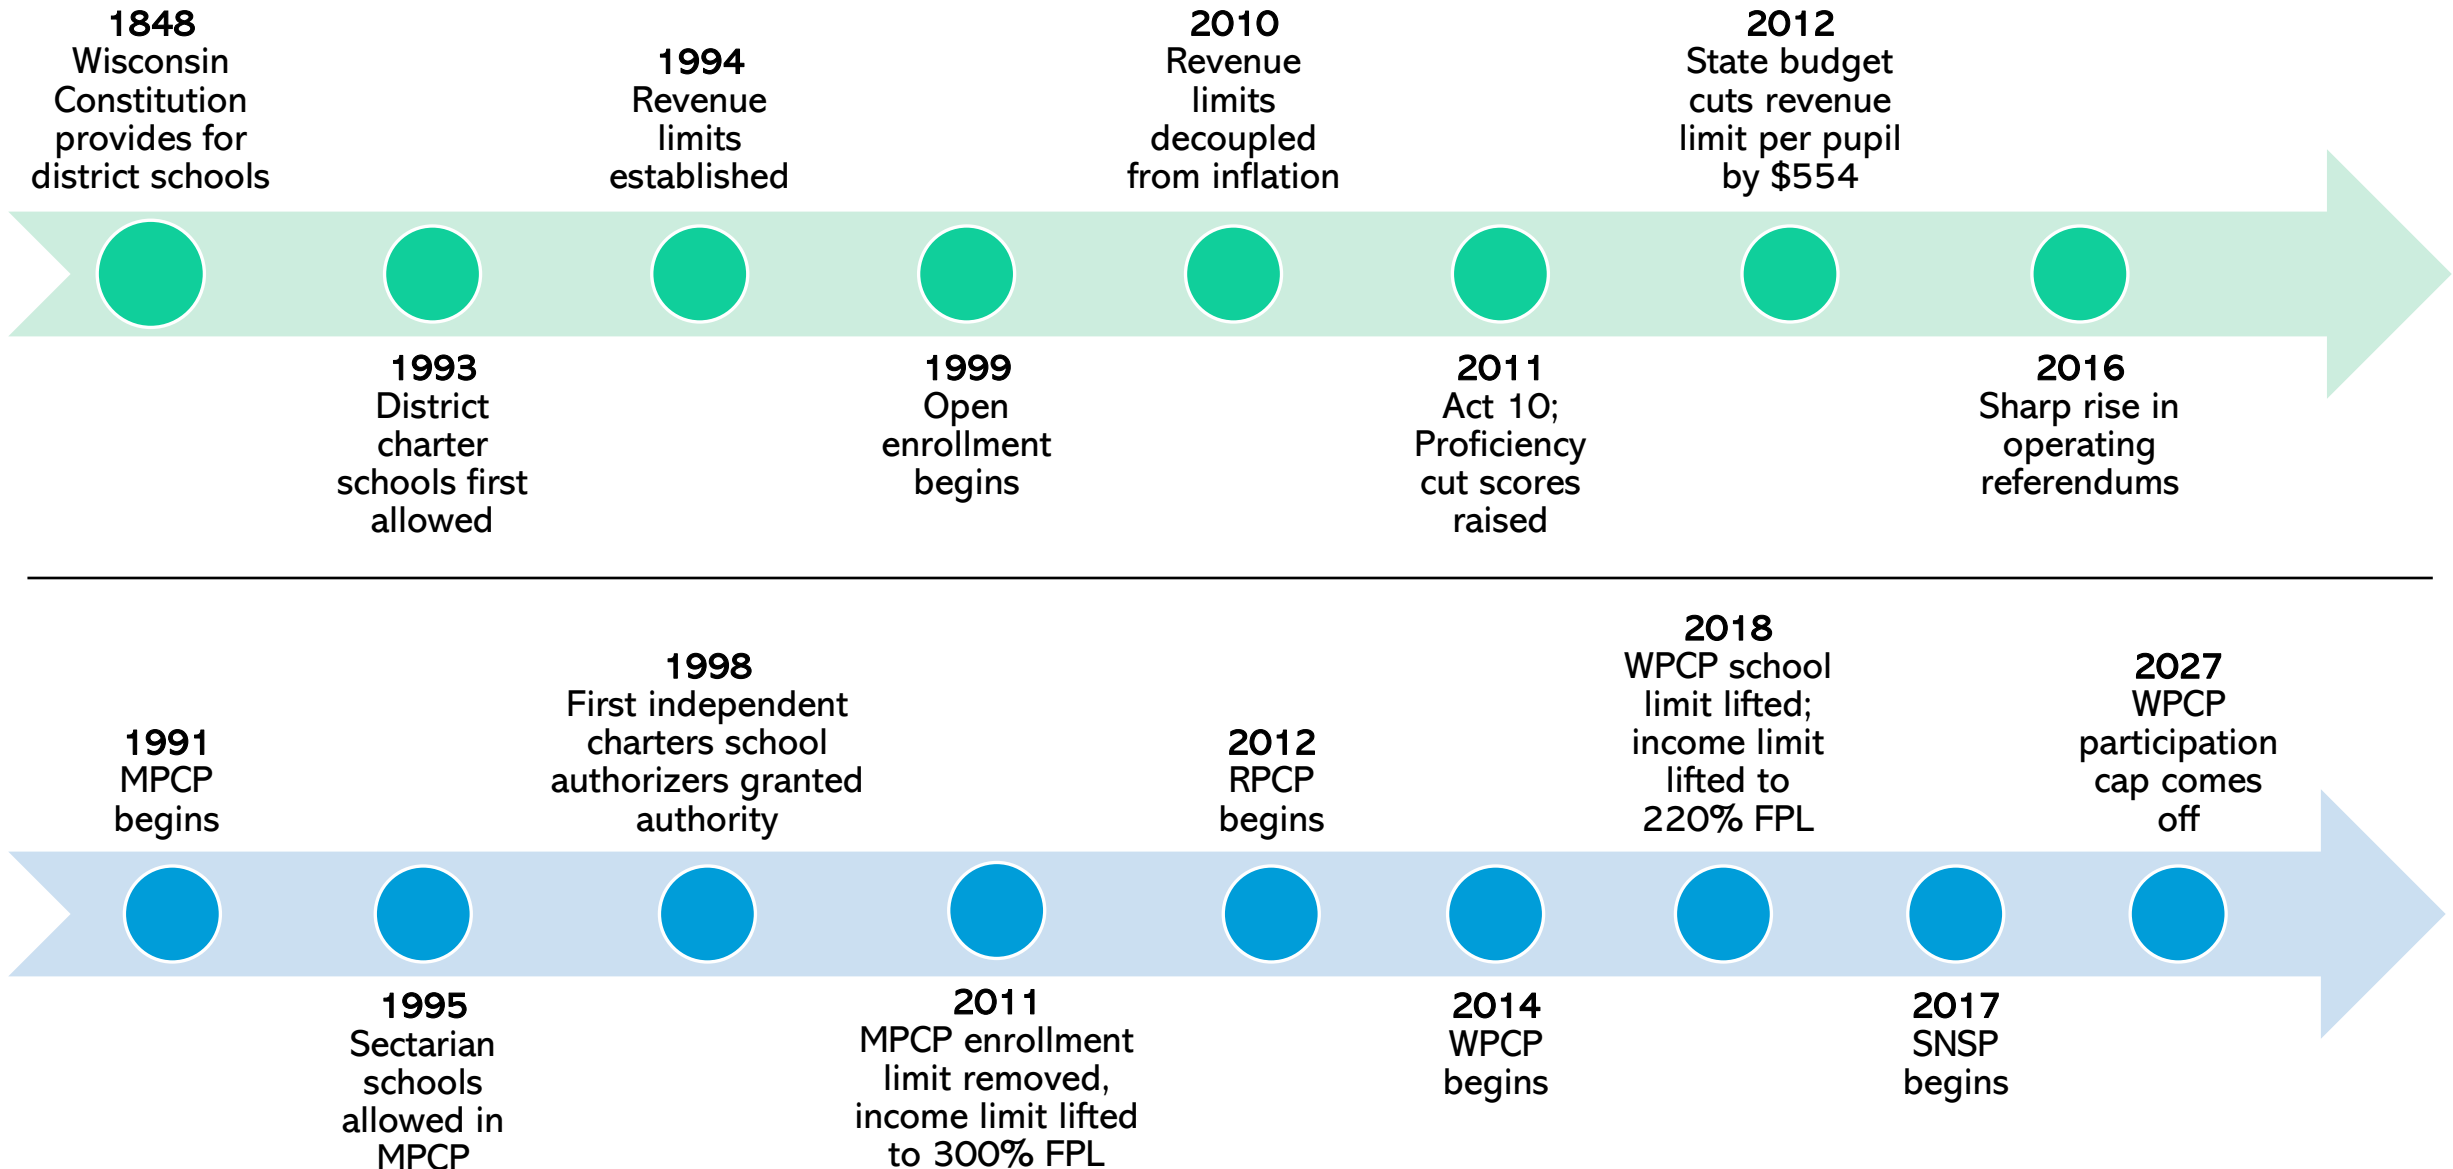 1848
Wisconsin
Constitution
provides for
district schools
1993
District
charter
schools first
allowed
1994
Revenue
limits
established
1999
Open
enrollment
begins
2010
Revenue
limits
decoupled
from inflation
2011
Act 10;
Proficiency
cut scores
raised
2012
State budget
cuts revenue
limit per pupil
by $554
2016
Sharp rise in
operating
referendums
1991
MPCP
begins
1995
Sectarian
schools
allowed in
MPCP
1998
First independent
charters school
authorizers granted
authority
2011
MPCP enrollment
limit removed,
income limit lifted
to 300% FPL
2012
RPCP
begins
2014
WPCP
begins
2018
WPCP school
limit lifted;
income limit
lifted to
220% FPL
2017
SNSP
begins
2027
WPCP
participation
cap comes
off